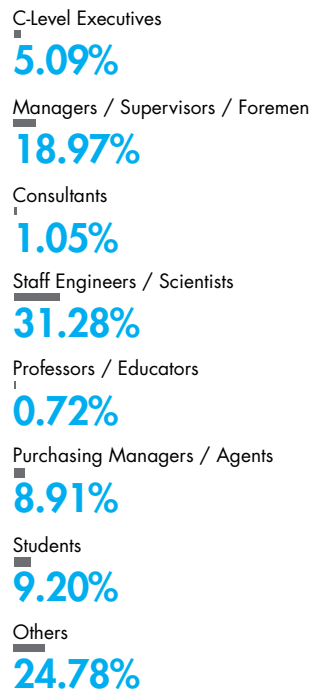 C-Level Executives
5.09%
Managers / Supervisors / Foremen
18.97%
Consultants
1.05%
Staff Engineers / Scientists
31.28%
Professors / Educators
0.72%
Purchasing Managers / Agents
8.91%
Students
9.20%
Others
24.78%